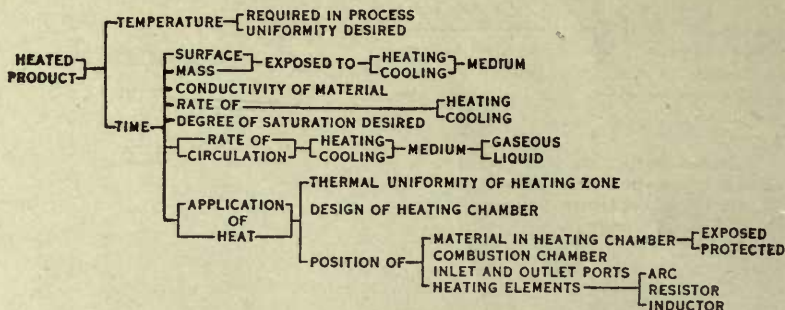 HEATED
PRODUCT
TEMPERATURE
REQUIRED IN PROCESS
UNIFORMITY DESIRED
TIME
SURFACE
MASS
EXPOSED TO
HEATING
COOLING
MEDIUM
CONDUCTIVITY OF MATERIAL
RATE OF
HEATING
COOLING
DEGREE OF SATURATION DESIRED
RATE OF
CIRCULATION
HEATING
COOLING
MEDIUM
GASEOUS
LIQUID
APPLICATION
OF
HEAT
THERMAL UNIFORMITY OF HEATING ZONE
DESIGN OF HEATING CHAMBER
POSITION OF
MATERIAL IN HEATING CHAMBER
EXPOSED
PROTECTED
COMBUSTION CHAMBER
INLET AND OUTLET PORTS
HEATING ELEMENTS
ARC
RESISTOR
INDUCTOR